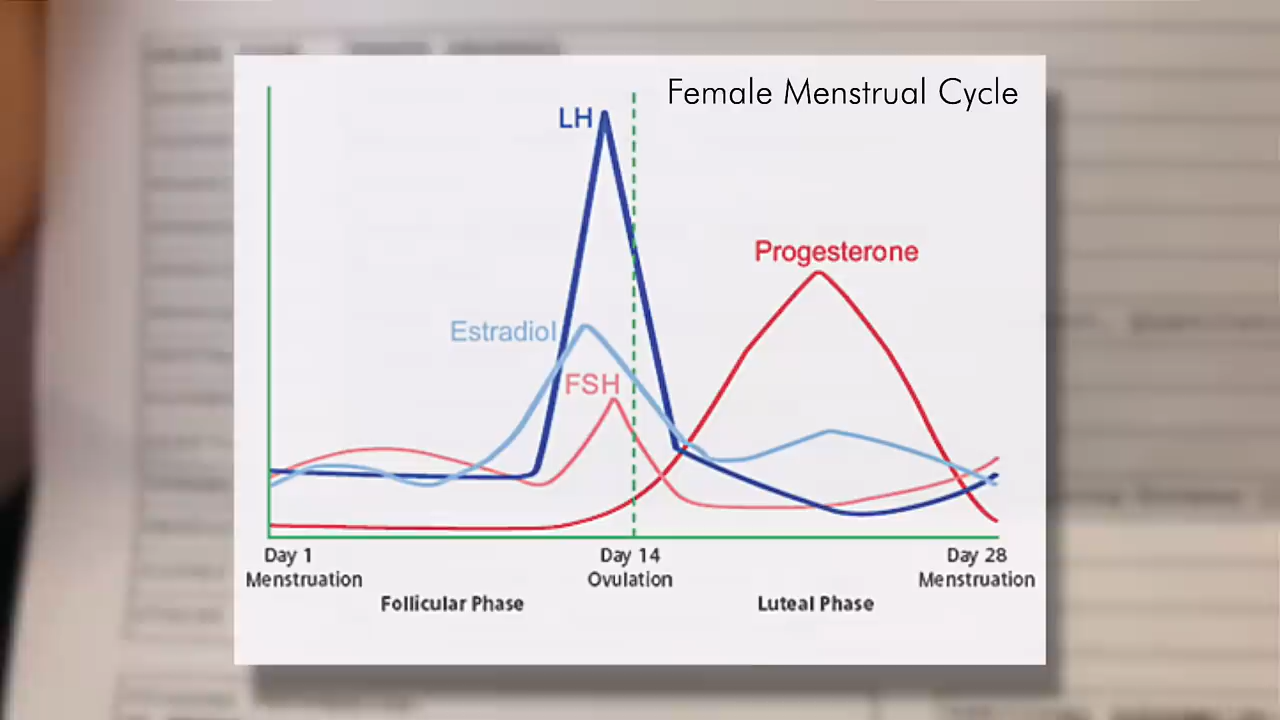 Female Menstrual Cycle
LH
Progesterone
Estradiol
FSH
Day 1
Menstruation
Day 14
Ovulation
Day 28
Menstruation
Follicular Phase
Luteal Phase